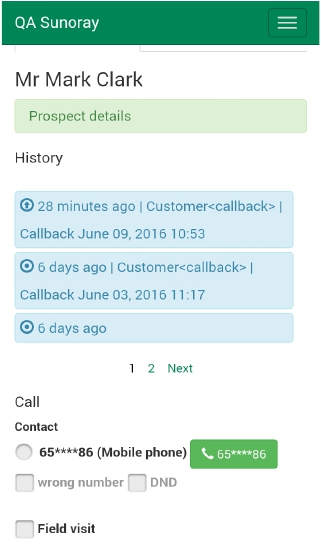 QA Sunoray
Mr Mark Clark
Prospect details
History
28 minutes ago | Customer<callback> |
Callback June 09, 2016 10:53
6 days ago | Customer<callback> |
Callback June 03, 2016 11:17
6 days ago
1 2 Next
Call
Contact
65****86 (Mobile phone) 65****86
wrong number DND
Field visit